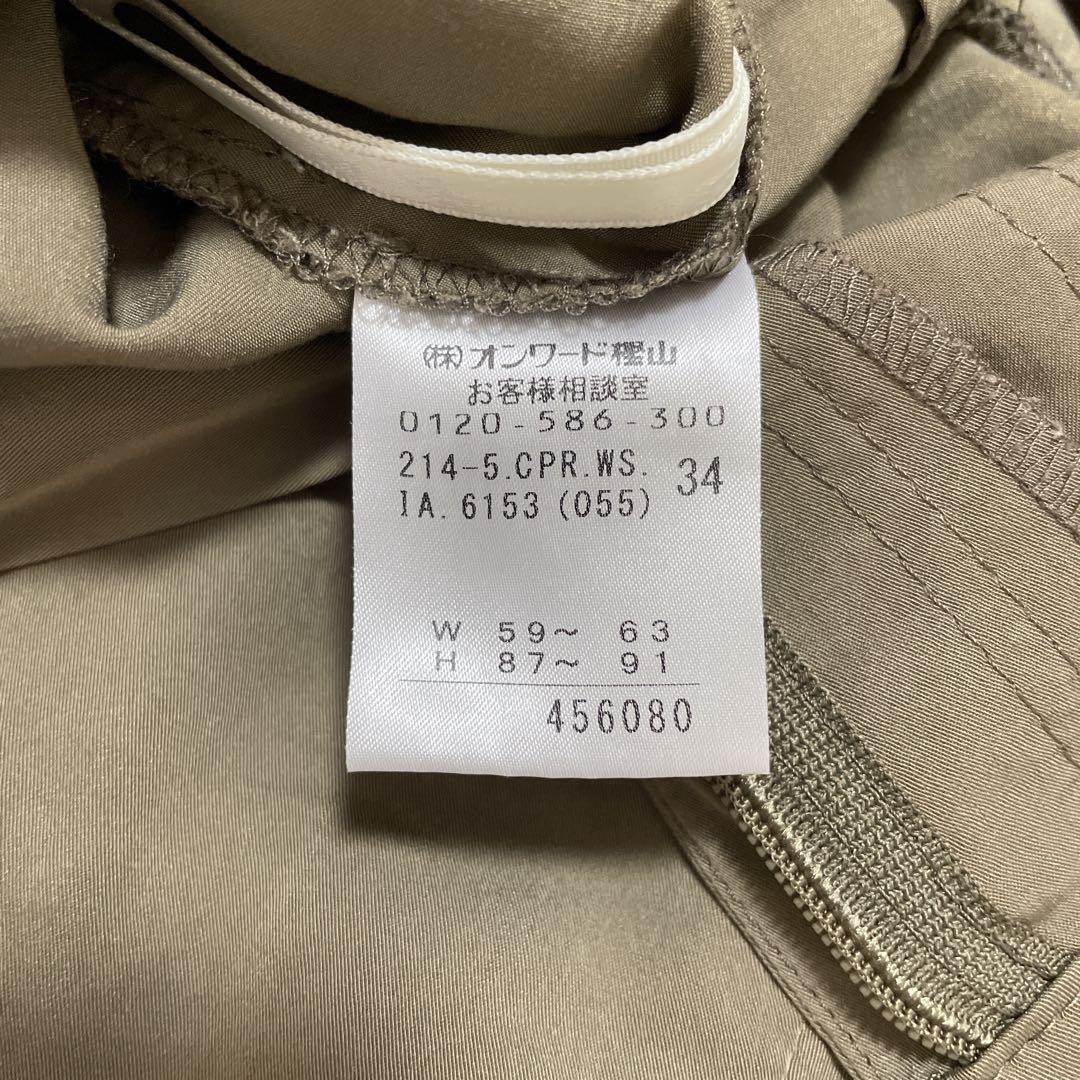 (株)オンワード樫山
お客様相談室
0120-586-300
214-5.CPR.WS. 34
IA.6153(055)
W 59~ 63
H 87~ 91
456080